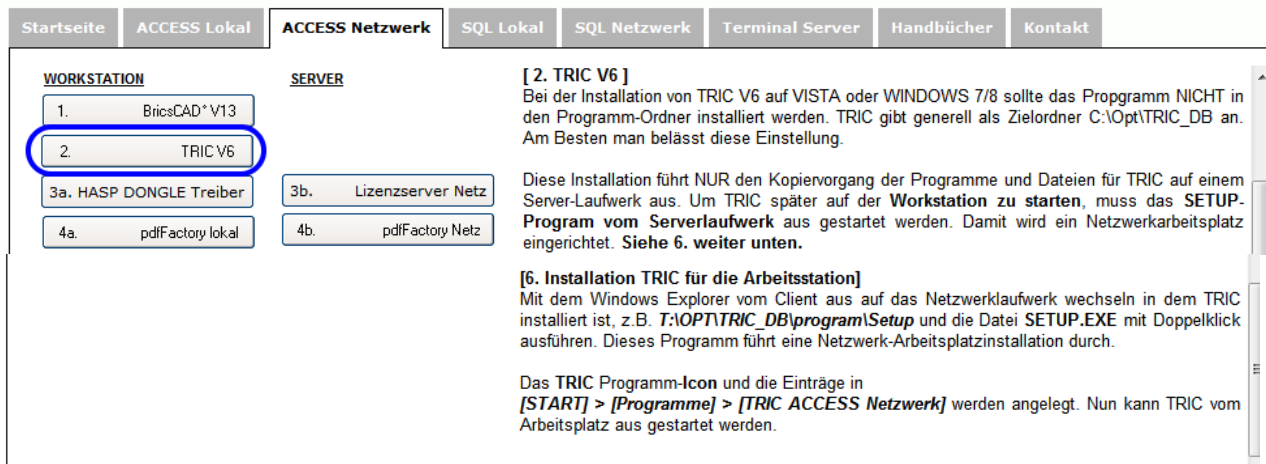 Startseite ACCESS Lokal ACCESS Netzwerk SQL Lokal SQL Netzwerk Terminal Server Handbücher Kontakt
WORKSTATION SERVER
1. BricsCAD* V13
2. TRIC V6
3a. HASP DONGLE Treiber 3b. Lizenzserver Netz
4a. pdfFactory lokal 4b. pdfFactory Netz
[ 2. TRIC V6 ]
Bei der Installation von TRIC V6 auf VISTA oder WINDOWS 7/8 sollte das Propgramm NICHT in
den Programm-Ordner installiert werden. TRIC gibt generell als Zielordner C:\Opt\TRIC_DB an.
Am Besten man belässt diese Einstellung.
Diese Installation führt NUR den Kopiervorgang der Programme und Dateien für TRIC auf einem
Server-Laufwerk aus. Um TRIC später auf der Workstation zu starten, muss das SETUP-
Program vom Serverlaufwerk aus gestartet werden. Damit wird ein Netzwerkarbeitsplatz
eingerichtet. Siehe 6. weiter unten.
[6. Installation TRIC für die Arbeitsstation]
Mit dem Windows Explorer vom Client aus auf das Netzwerklaufwerk wechseln in dem TRIC
installiert ist, z.B. T:\OPT\TRIC_DB\program\Setup und die Datei SETUP.EXE mit Doppelklick
ausführen. Dieses Programm führt eine Netzwerk-Arbeitsplatzinstallation durch.
Das TRIC Programm-Icon und die Einträge in
[START] > [Programme] > [TRIC ACCESS Netzwerk] werden angelegt. Nun kann TRIC vom
Arbeitsplatz aus gestartet werden.